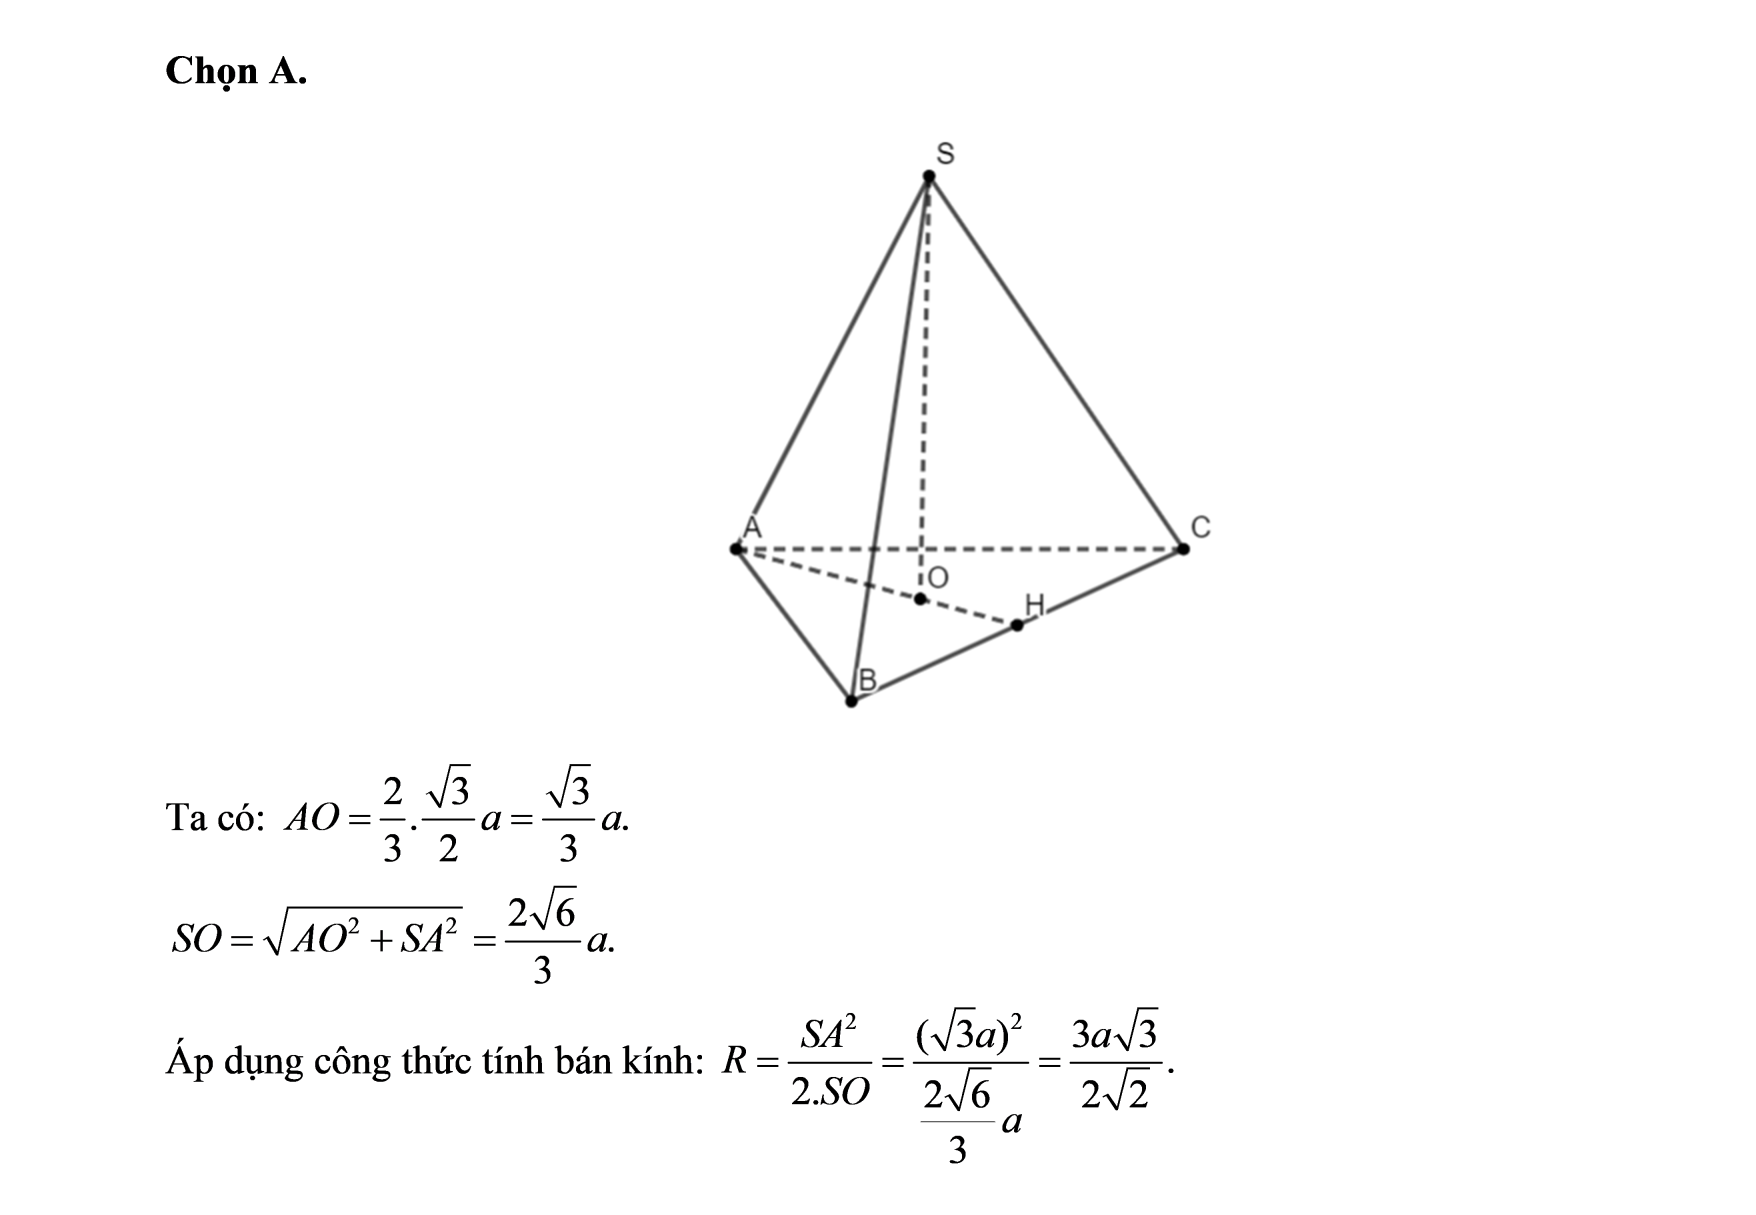 Chọn A.
S
A
C
O
H
B
Ta có: AO = \frac{2}{3}.\frac{\sqrt{3}}{2}a = \frac{\sqrt{3}}{3}a.
SO = \sqrt{AO^2 + SA^2} = \frac{2\sqrt{6}}{3}a.
Áp dụng công thức tính bán kính: R = \frac{SA^2}{2.SO} = \frac{(\sqrt{3}a)^2}{\frac{2\sqrt{6}}{3}a} = \frac{3a\sqrt{3}}{2\sqrt{2}}.